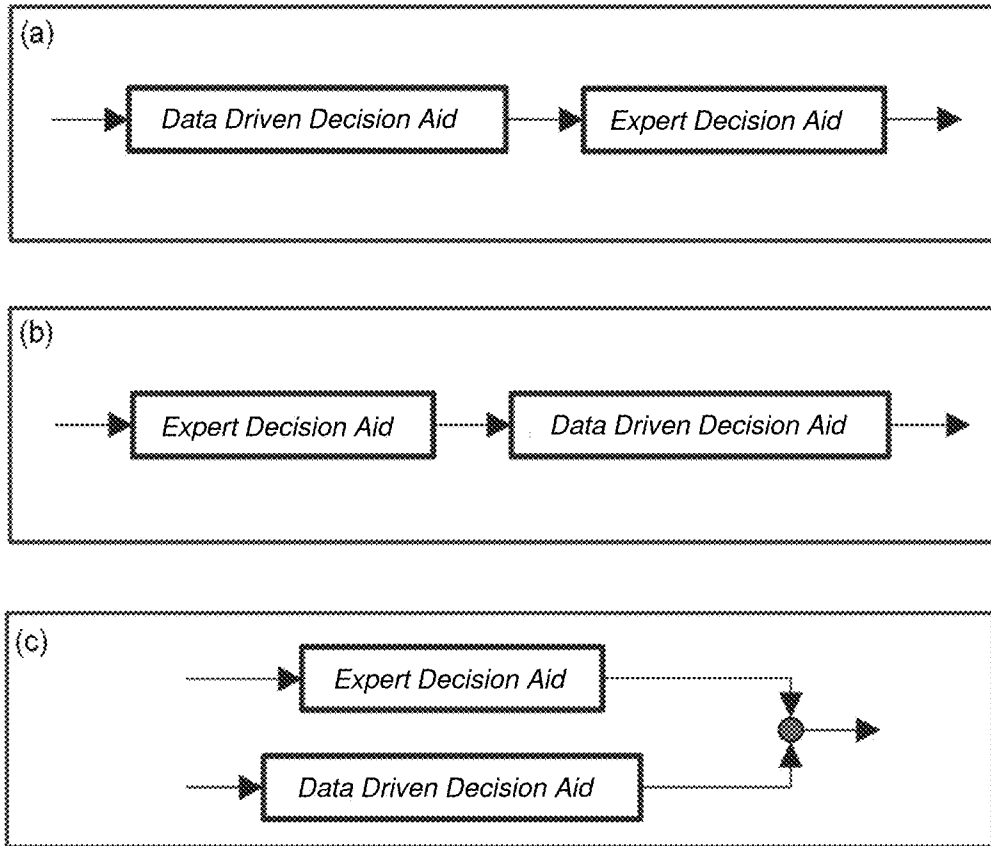 (a)
Data Driven Decision Aid
Expert Decision Aid
(b)
Expert Decision Aid
Data Driven Decision Aid
(c)
Expert Decision Aid
Data Driven Decision Aid